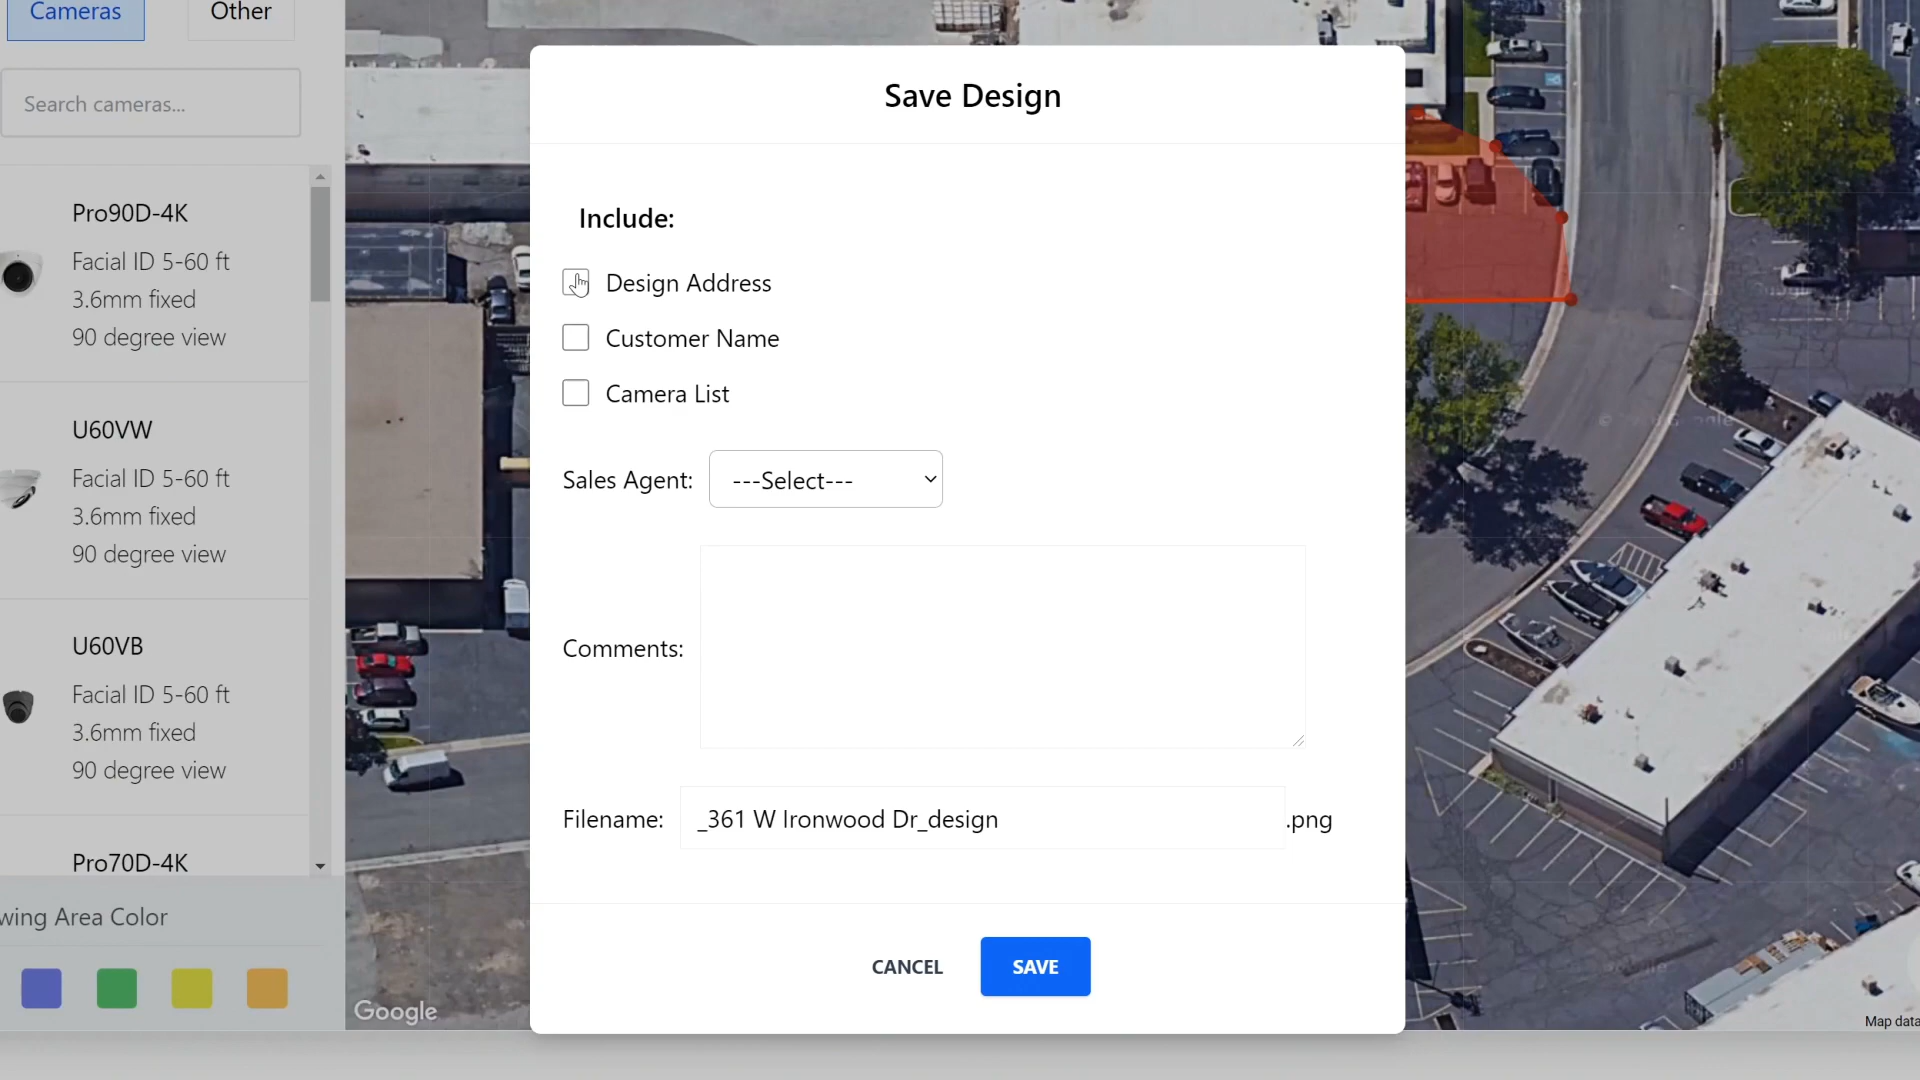 Cameras
Other
Search cameras...
Pro90D-4K
Facial ID 5-60 ft
3.6mm fixed
90 degree view
U60VW
Facial ID 5-60 ft
3.6mm fixed
90 degree view
U60VB
Facial ID 5-60 ft
3.6mm fixed
90 degree view
Pro70D-4K
wing Area Color
Save Design
Include:
Design Address
Customer Name
Camera List
Sales Agent: ---Select---
Comments:
Filename: _361 W Ironwood Dr_design .png
CANCEL
SAVE
Google
Map data